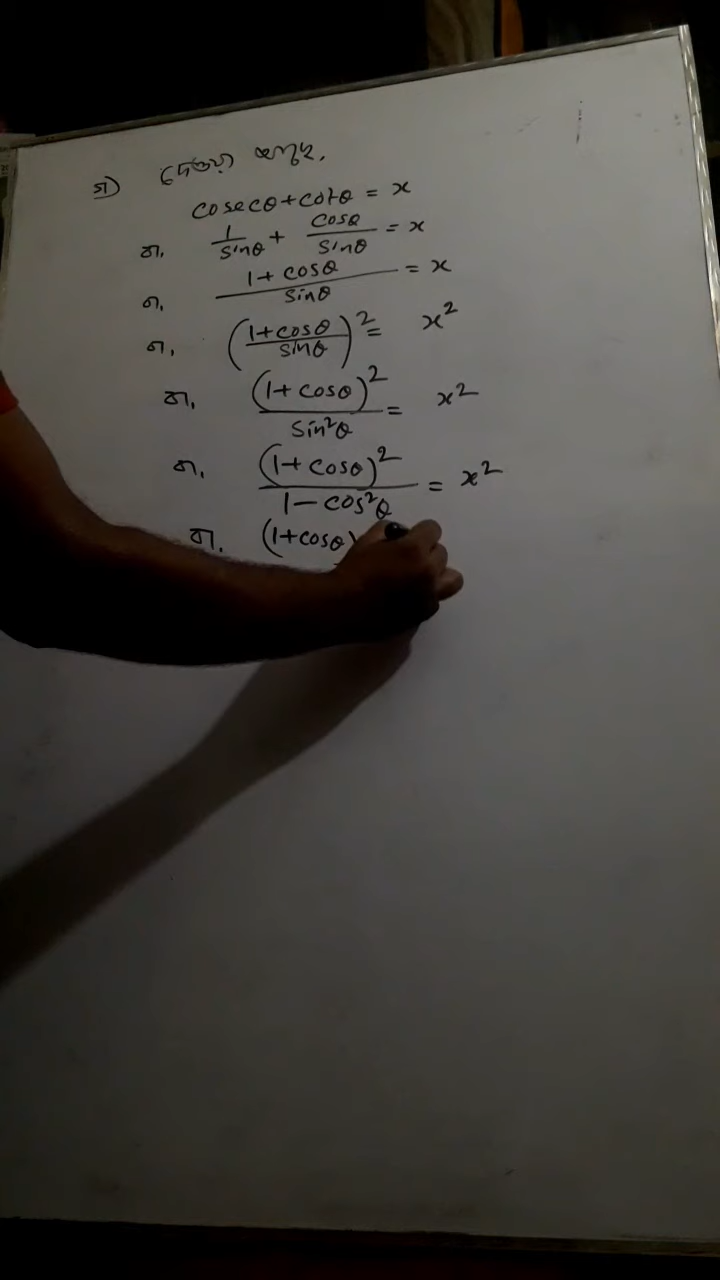 গ) দেওয়া আছে,
cosecθ + cotθ = x
বা, 1/sinθ + cosθ/sinθ = x
বা, (1 + cosθ)/sinθ = x
বা, ((1+cosθ)/sinθ)² = x²
বা, (1 + cosθ)²/sin²θ = x²
বা, (1 + cosθ)²/(1 − cos²θ) = x²
বা, (1+cosθ)